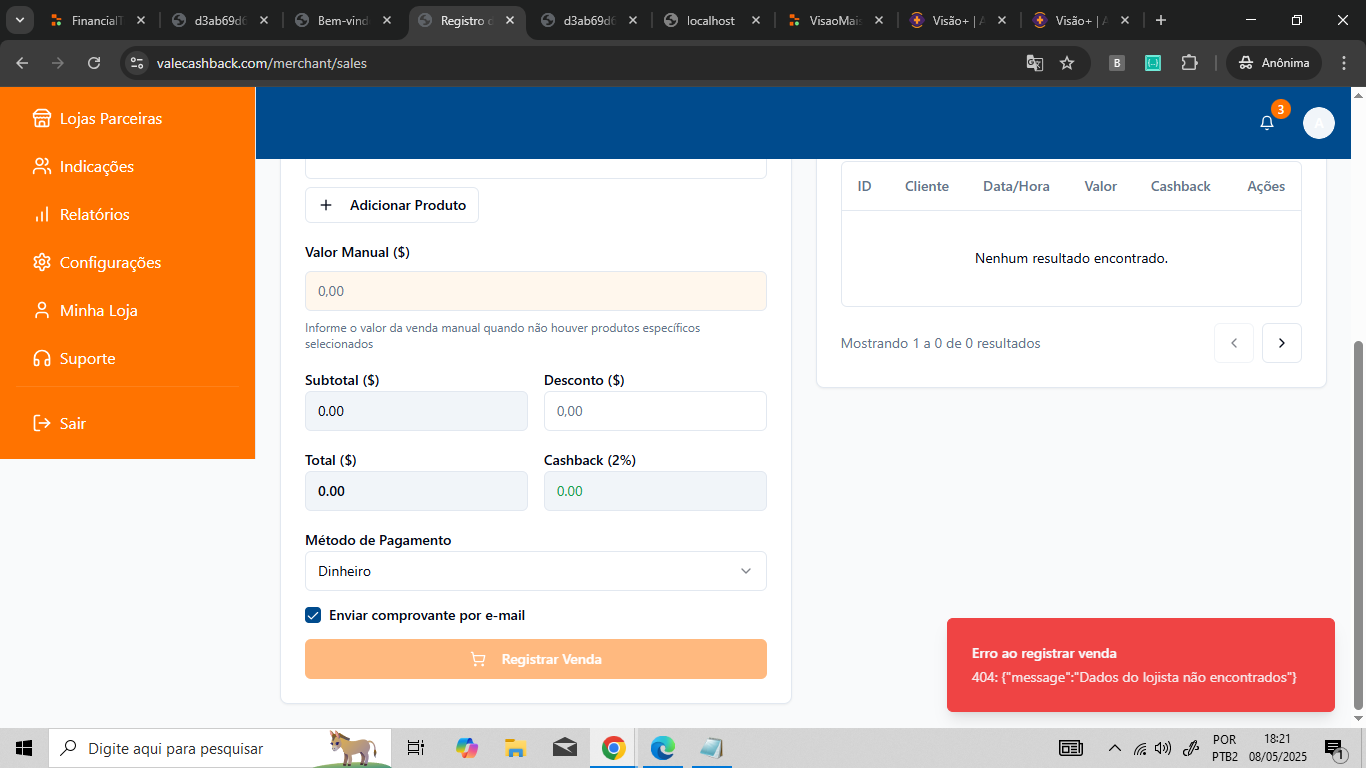 FinancialT
d3ab69d6
Bem-vind
Registro d
d3ab69d6
localhost
VisaoMais
Visão+ | A
Visão+ | A
valecashback.com/merchant/sales
B
Anônima
Lojas Parceiras
Indicações
Relatórios
Configurações
Minha Loja
Suporte
Sair
3
A
Adicionar Produto
Valor Manual ($)
0,00
Informe o valor da venda manual quando não houver produtos específicos
selecionados
Subtotal ($) Desconto ($)
0.00 0,00
Total ($) Cashback (2%)
0.00 0.00
Método de Pagamento
Dinheiro
Enviar comprovante por e-mail
Registrar Venda
ID Cliente Data/Hora Valor Cashback Ações
Nenhum resultado encontrado.
Mostrando 1 a 0 de 0 resultados
Erro ao registrar venda
404: {"message":"Dados do lojista não encontrados"}
Digite aqui para pesquisar
POR
PTB2
18:21
08/05/2025
1